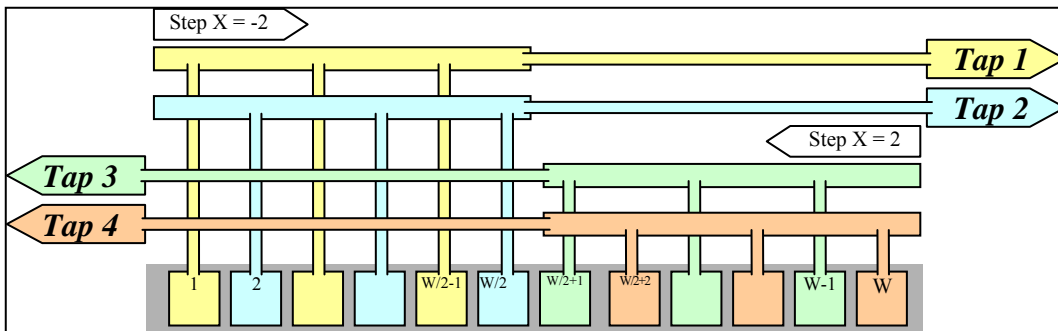 Step X = -2
Tap 1
Tap 2
Step X = 2
Tap 3
Tap 4
1 2 W/2-1 W/2 W/2+1 W/2+2 W-1 W